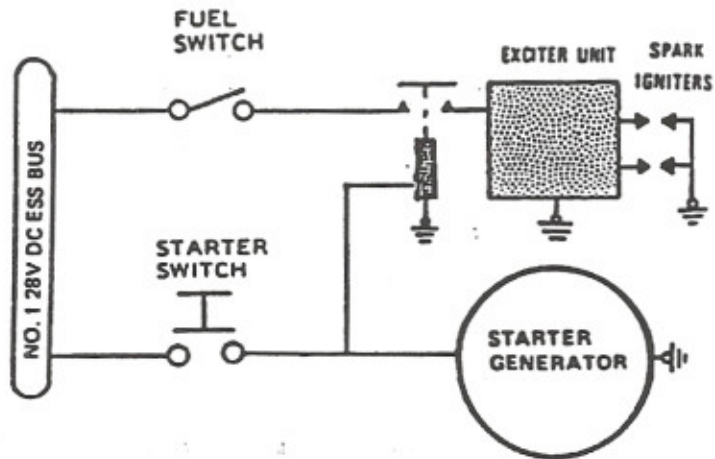 FUEL
SWITCH
EXCITER UNIT
SPARK
IGNITERS
NO. 1 28V DC ESS BUS
STARTER
SWITCH
STARTER
GENERATOR